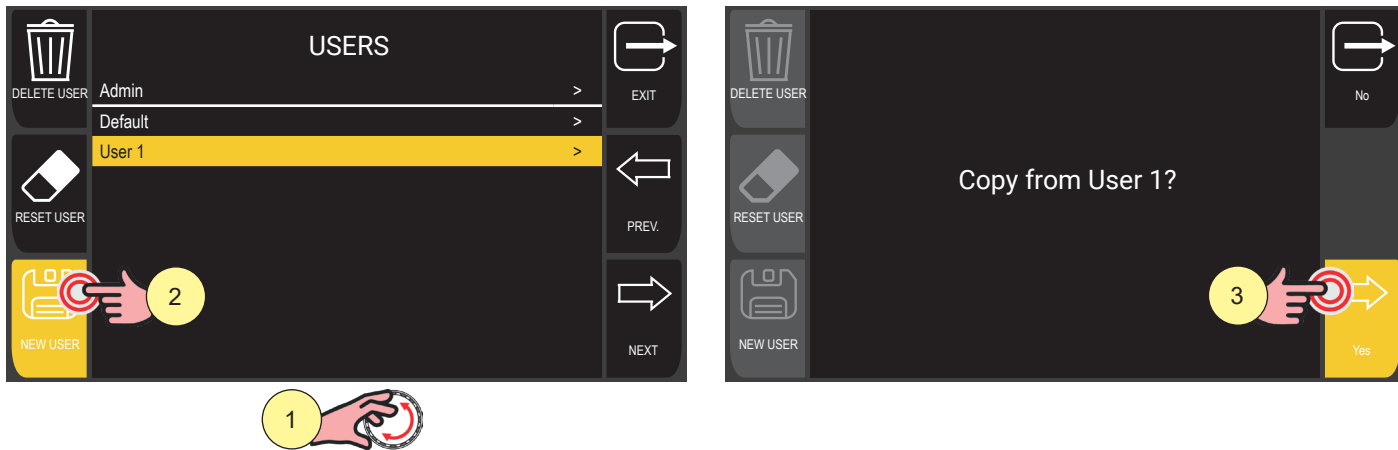 USERS
DELETE USER
Admin >
EXIT
Default >
User 1 >
RESET USER
PREV.
2
NEW USER
NEXT
1
DELETE USER
No
Copy from User 1?
RESET USER
3
NEW USER
Yes